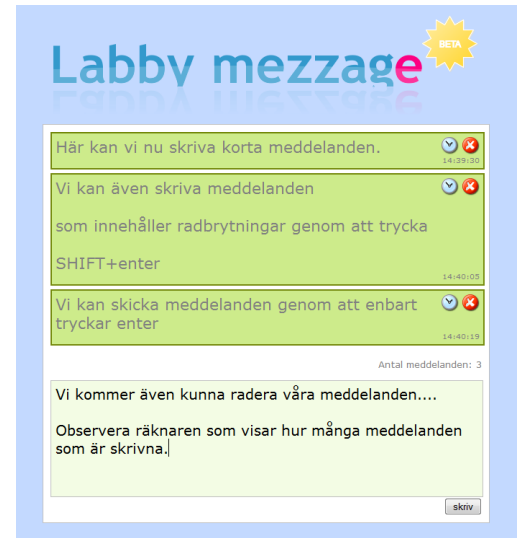 Labby mezzage
BETA
Här kan vi nu skriva korta meddelanden.
14:39:30
Vi kan även skriva meddelanden
som innehåller radbrytningar genom att trycka
SHIFT+enter
14:40:05
Vi kan skicka meddelanden genom att enbart
tryckar enter
14:40:19
Antal meddelanden: 3
Vi kommer även kunna radera våra meddelanden....
Observera räknaren som visar hur många meddelanden
som är skrivna.
skriv